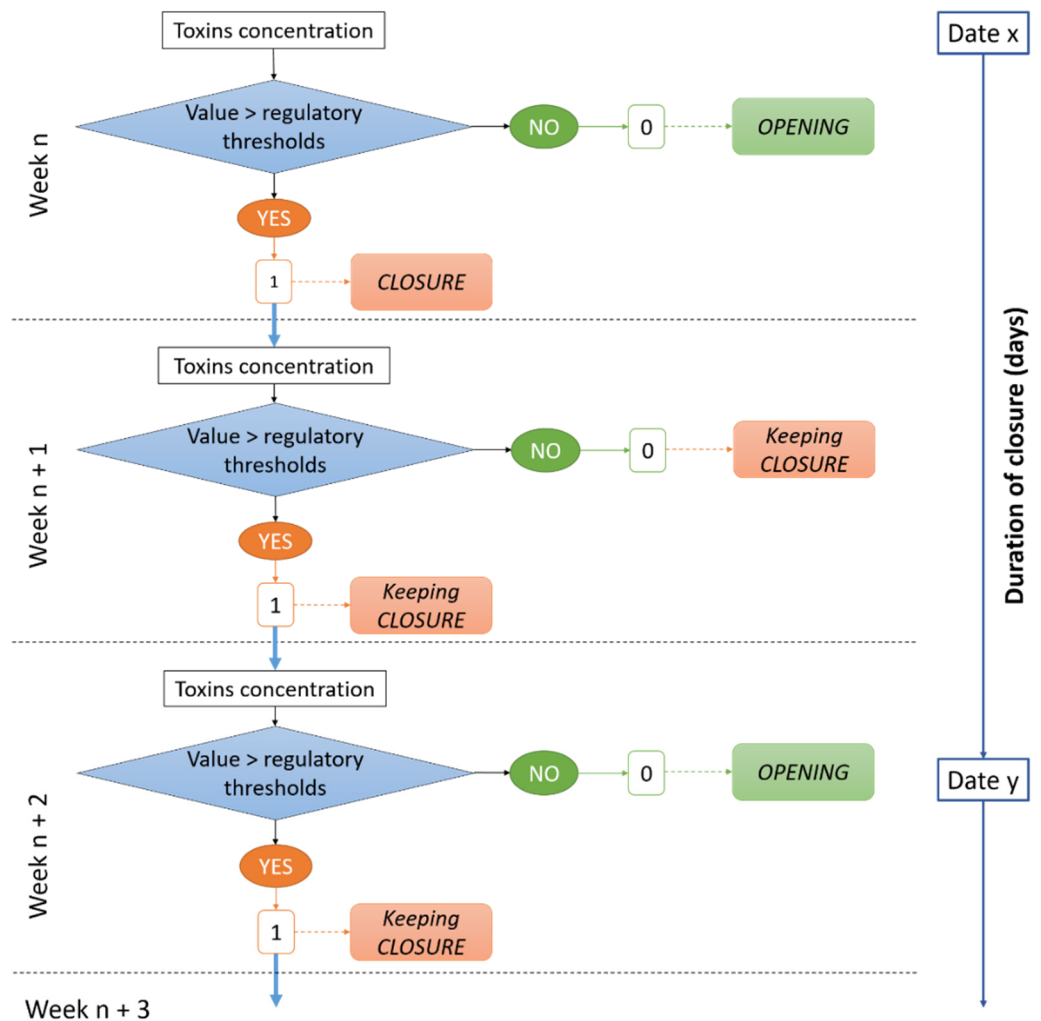 Toxins concentration
Date x
Week n
Value > regulatory
thresholds
NO
0
OPENING
YES
1
CLOSURE
Toxins concentration
Week n + 1
Value > regulatory
thresholds
NO
0
Keeping
CLOSURE
YES
1
Keeping
CLOSURE
Duration of closure (days)
Toxins concentration
Week n + 2
Value > regulatory
thresholds
NO
0
OPENING
Date y
YES
1
Keeping
CLOSURE
Week n + 3